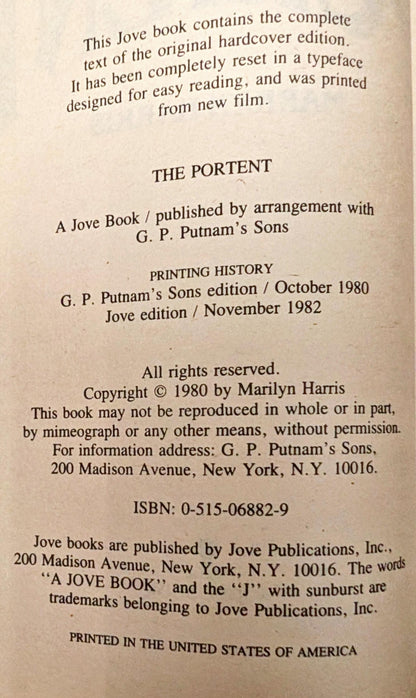 This Jove book contains the complete
text of the original hardcover edition.
It has been completely reset in a typeface
designed for easy reading, and was printed
from new film.
THE PORTENT
A Jove Book / published by arrangement with
G. P. Putnam's Sons
PRINTING HISTORY
G. P. Putnam's Sons edition / October 1980
Jove edition / November 1982
All rights reserved.
Copyright © 1980 by Marilyn Harris
This book may not be reproduced in whole or in part,
by mimeograph or any other means, without permission.
For information address: G. P. Putnam's Sons,
200 Madison Avenue, New York, N.Y. 10016.
ISBN: 0-515-06882-9
Jove books are published by Jove Publications, Inc.,
200 Madison Avenue, New York, N.Y. 10016. The words
"A JOVE BOOK" and the "J" with sunburst are
trademarks belonging to Jove Publications, Inc.
PRINTED IN THE UNITED STATES OF AMERICA